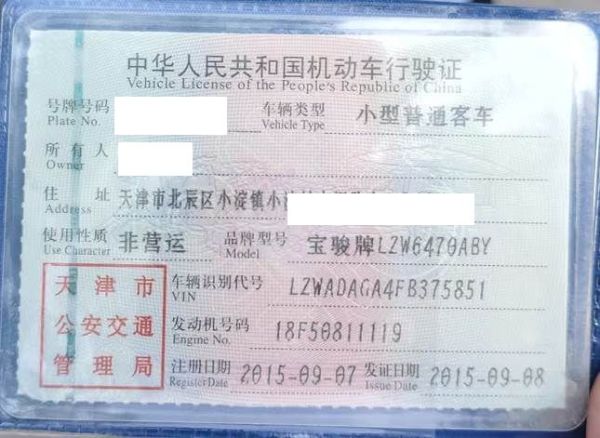 中华人民共和国机动车行驶证
Vehicle License of the People's Republic of China
号牌号码 车辆类型 小型普通客车
Plate No. Vehicle Type
所有人
Owner
住址 天津市北辰区小淀镇小
Address
使用性质 非营运 品牌型号 宝骏牌LZW6470ABY
Use Character Model
天津市
公安交通
管理局
车辆识别代号 LZWADAGA4FB375851
VIN
发动机号码 18F50811119
Engine No.
注册日期 2015-09-07 发证日期 2015-09-08
Register Date Issue Date